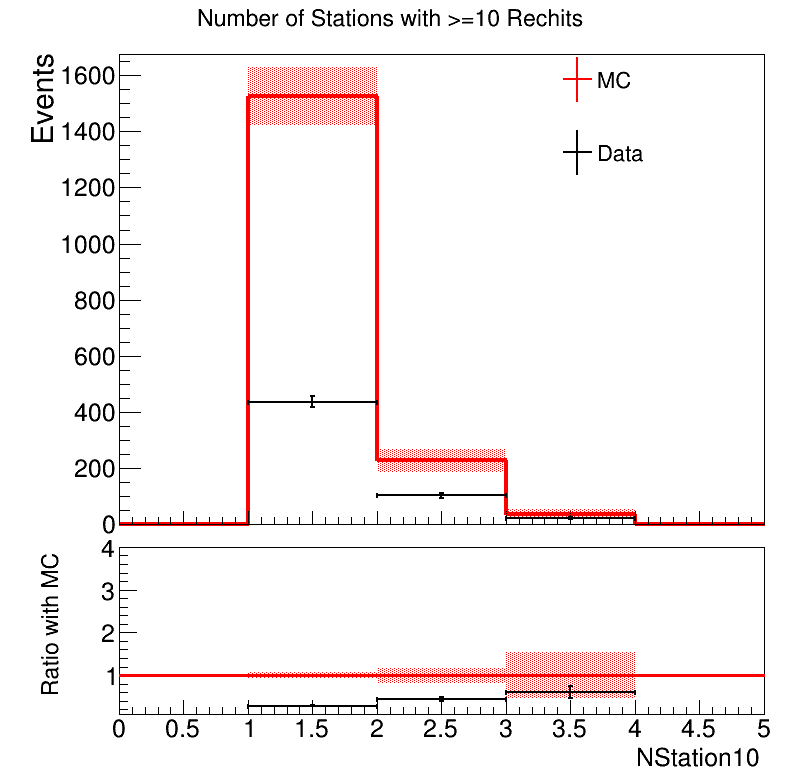 Number of Stations with >=10 Rechits
Events
1600
1400
1200
1000
800
600
400
200
0
MC
Data
Ratio with MC
4
3
2
1
0 0.5 1 1.5 2 2.5 3 3.5 4 4.5 5
NStation10